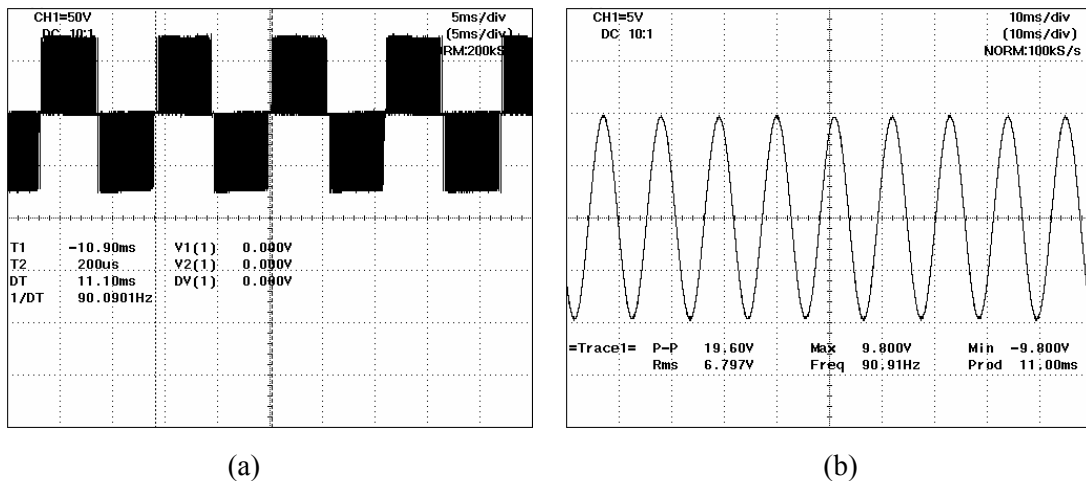 CH1=50V 5ms/div
DC 10:1 (5ms/div)
RM:200kS/s
T1 -10.90ms V1(1) 0.000V
T2 200us V2(1) 0.000V
DT 11.10ms DV(1) 0.000V
1/DT 90.0901Hz
(a)
CH1=5V 10ms/div
DC 10:1 (10ms/div)
NORM:100kS/s
=Trace1= P-P 19.60V Max 9.800V Min -9.800V
Rms 6.797V Freq 90.91Hz Prod 11.00ms
(b)